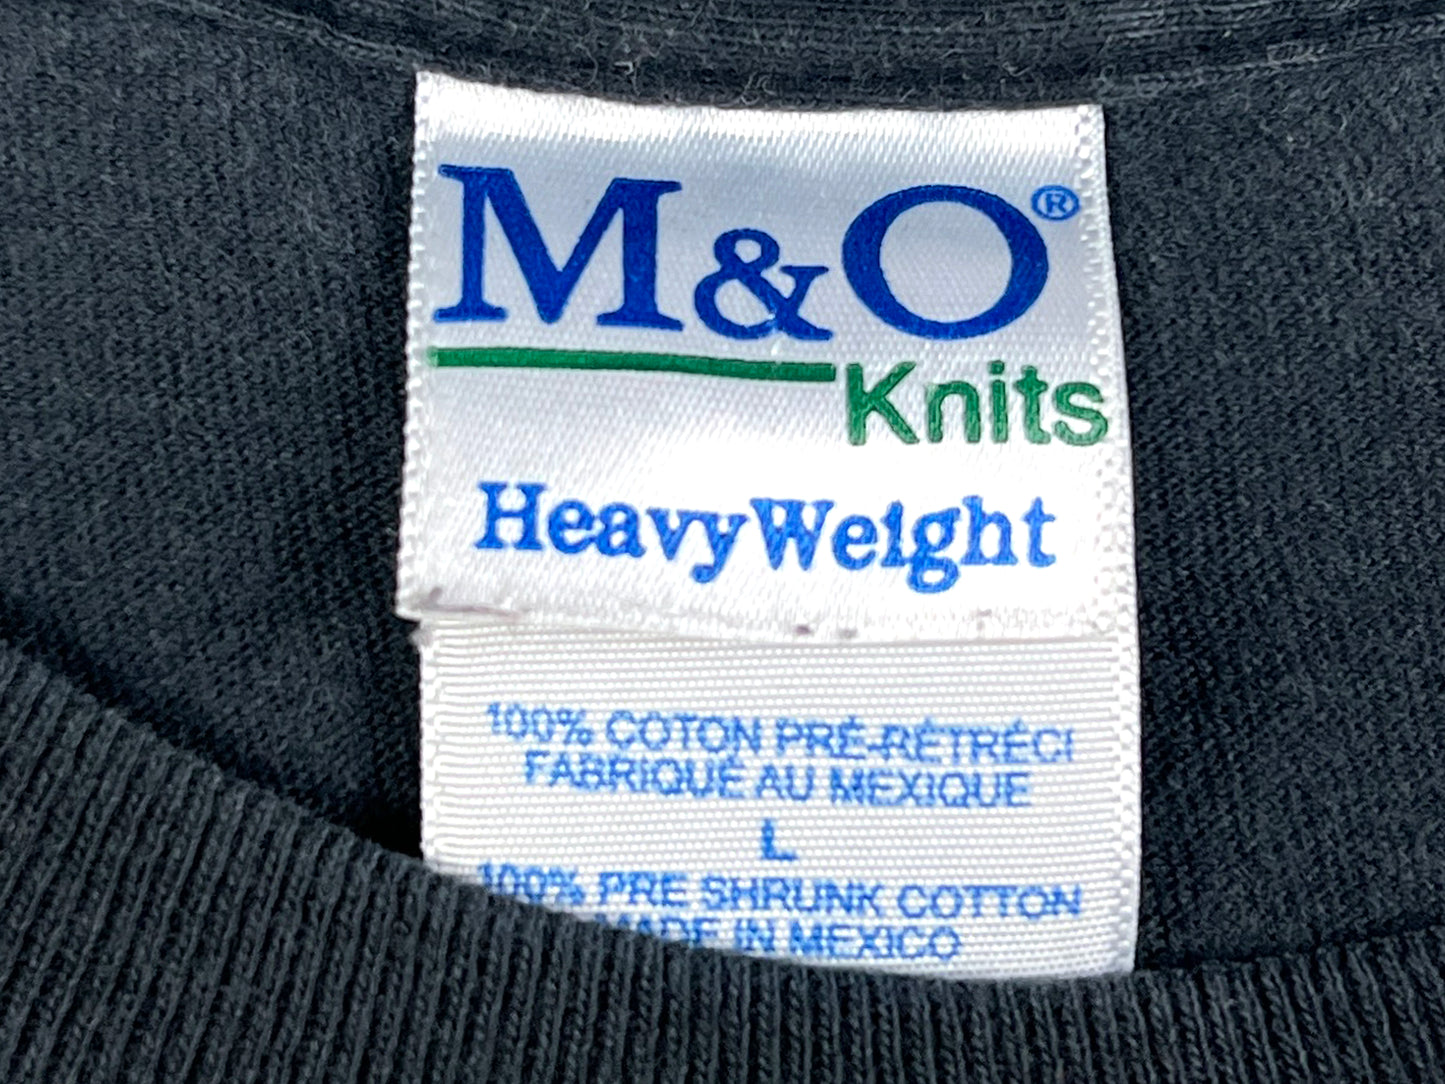 M&O®
Knits
HeavyWeight
100% COTON PRÉ-RÉTRÉCI
FABRIQUÉ AU MEXIQUE
L
100% PRE SHRUNK COTTON
MADE IN MEXICO